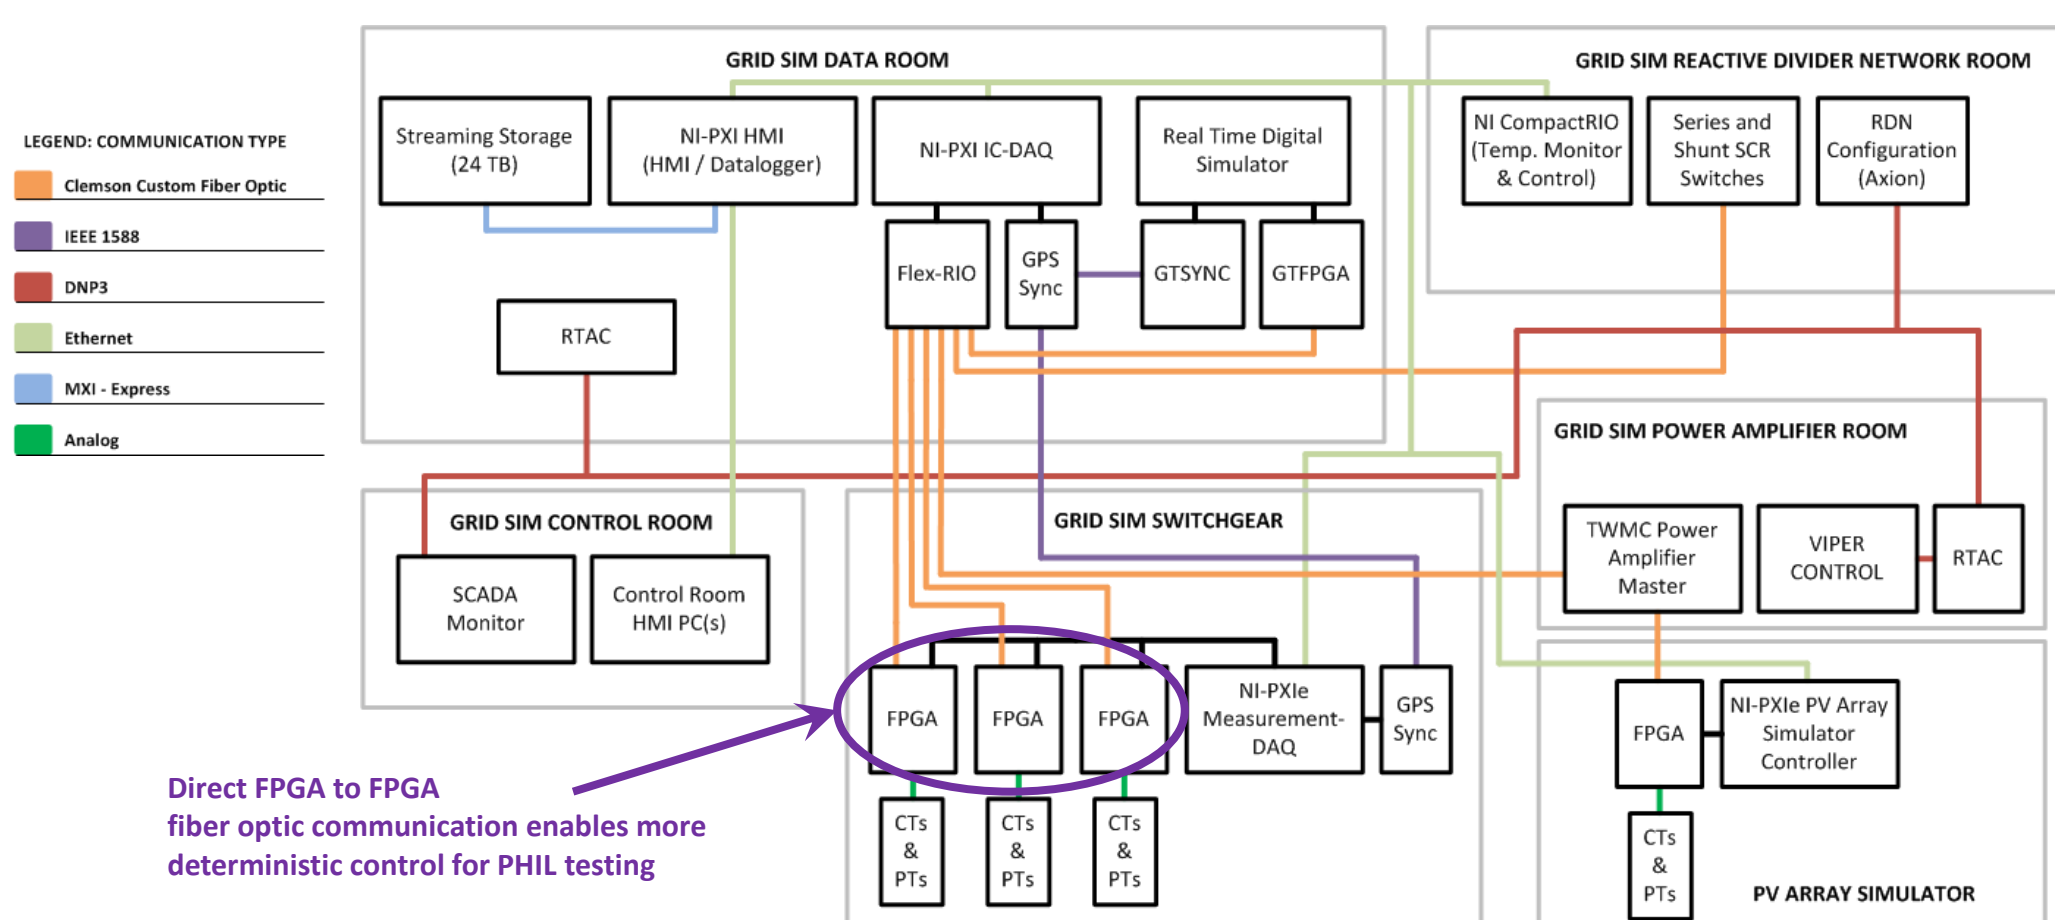 LEGEND: COMMUNICATION TYPE
Clemson Custom Fiber Optic
IEEE 1588
DNP3
Ethernet
MXI - Express
Analog
GRID SIM DATA ROOM
Streaming Storage
(24 TB)
NI-PXI HMI
(HMI / Datalogger)
NI-PXI IC-DAQ
Real Time Digital
Simulator
Flex-RIO
GPS
Sync
GTSYNC
GTFPGA
RTAC
GRID SIM REACTIVE DIVIDER NETWORK ROOM
NI CompactRIO
(Temp. Monitor
& Control)
Series and
Shunt SCR
Switches
RDN
Configuration
(Axion)
GRID SIM CONTROL ROOM
SCADA
Monitor
Control Room
HMI PC(s)
GRID SIM SWITCHGEAR
FPGA
FPGA
FPGA
NI-PXIe
Measurement-
DAQ
GPS
Sync
CTs
&
PTs
CTs
&
PTs
CTs
&
PTs
GRID SIM POWER AMPLIFIER ROOM
TWMC Power
Amplifier
Master
VIPER
CONTROL
RTAC
FPGA
NI-PXIe PV Array
Simulator
Controller
CTs
&
PTs
PV ARRAY SIMULATOR
Direct FPGA to FPGA
fiber optic communication enables more
deterministic control for PHIL testing